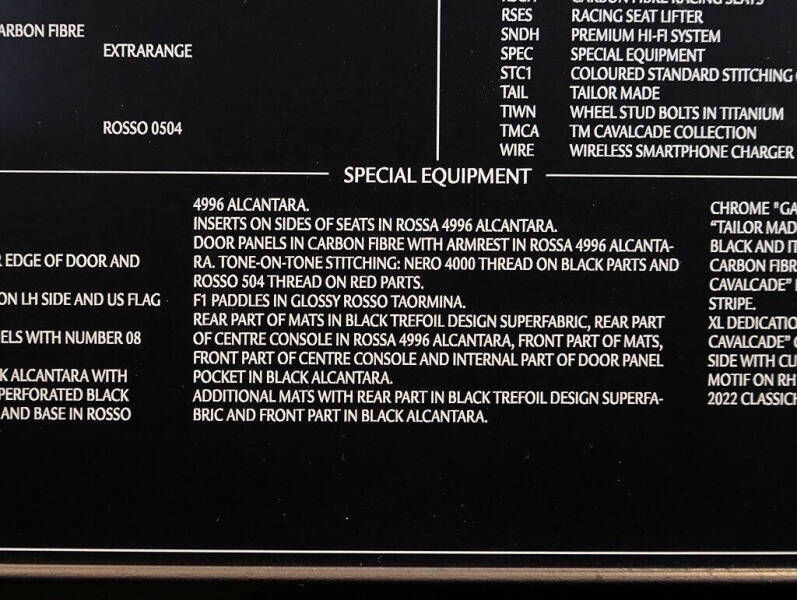 CARBON FIBRE RACING SEATS
ARBON FIBRE
RSES RACING SEAT LIFTER
SNDH PREMIUM HI-FI SYSTEM
EXTRARANGE
SPEC SPECIAL EQUIPMENT
STC1 COLOURED STANDARD STITCHING
TAIL TAILOR MADE
TIWN WHEEL STUD BOLTS IN TITANIUM
ROSSO 0504
TMCA TM CAVALCADE COLLECTION
WIRE WIRELESS SMARTPHONE CHARGER
SPECIAL EQUIPMENT
EDGE OF DOOR AND
ON LH SIDE AND US FLAG
ELS WITH NUMBER 08
K ALCANTARA WITH
PERFORATED BLACK
AND BASE IN ROSSO
4996 ALCANTARA.
INSERTS ON SIDES OF SEATS IN ROSSA 4996 ALCANTARA.
DOOR PANELS IN CARBON FIBRE WITH ARMREST IN ROSSA 4996 ALCANTA-
RA. TONE-ON-TONE STITCHING: NERO 4000 THREAD ON BLACK PARTS AND
ROSSO 504 THREAD ON RED PARTS.
F1 PADDLES IN GLOSSY ROSSO TAORMINA.
REAR PART OF MATS IN BLACK TREFOIL DESIGN SUPERFABRIC, REAR PART
OF CENTRE CONSOLE IN ROSSA 4996 ALCANTARA, FRONT PART OF MATS,
FRONT PART OF CENTRE CONSOLE AND INTERNAL PART OF DOOR PANEL
POCKET IN BLACK ALCANTARA.
ADDITIONAL MATS WITH REAR PART IN BLACK TREFOIL DESIGN SUPERFA-
BRIC AND FRONT PART IN BLACK ALCANTARA.
CHROME "GA
"TAILOR MAD
BLACK AND IT
CARBON FIBR
CAVALCADE"
STRIPE.
XL DEDICATIO
CAVALCADE"
SIDE WITH CU
MOTIF ON RH
2022 CLASSICH